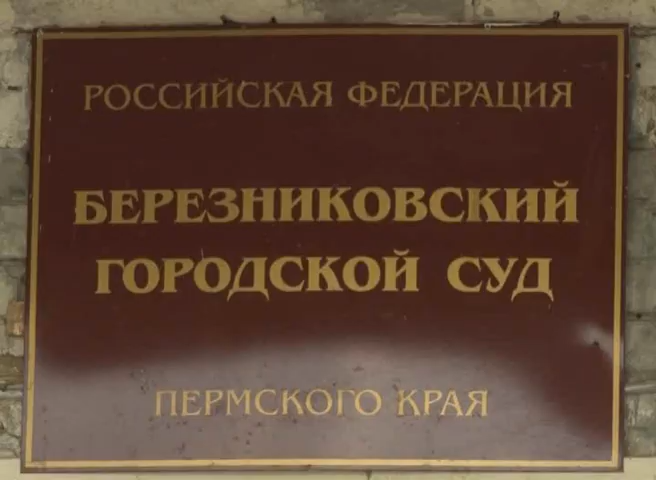 РОССИЙСКАЯ ФЕДЕРАЦИЯ
БЕРЕЗНИКОВСКИЙ
ГОРОДСКОЙ СУД
ПЕРМСКОГО КРАЯ